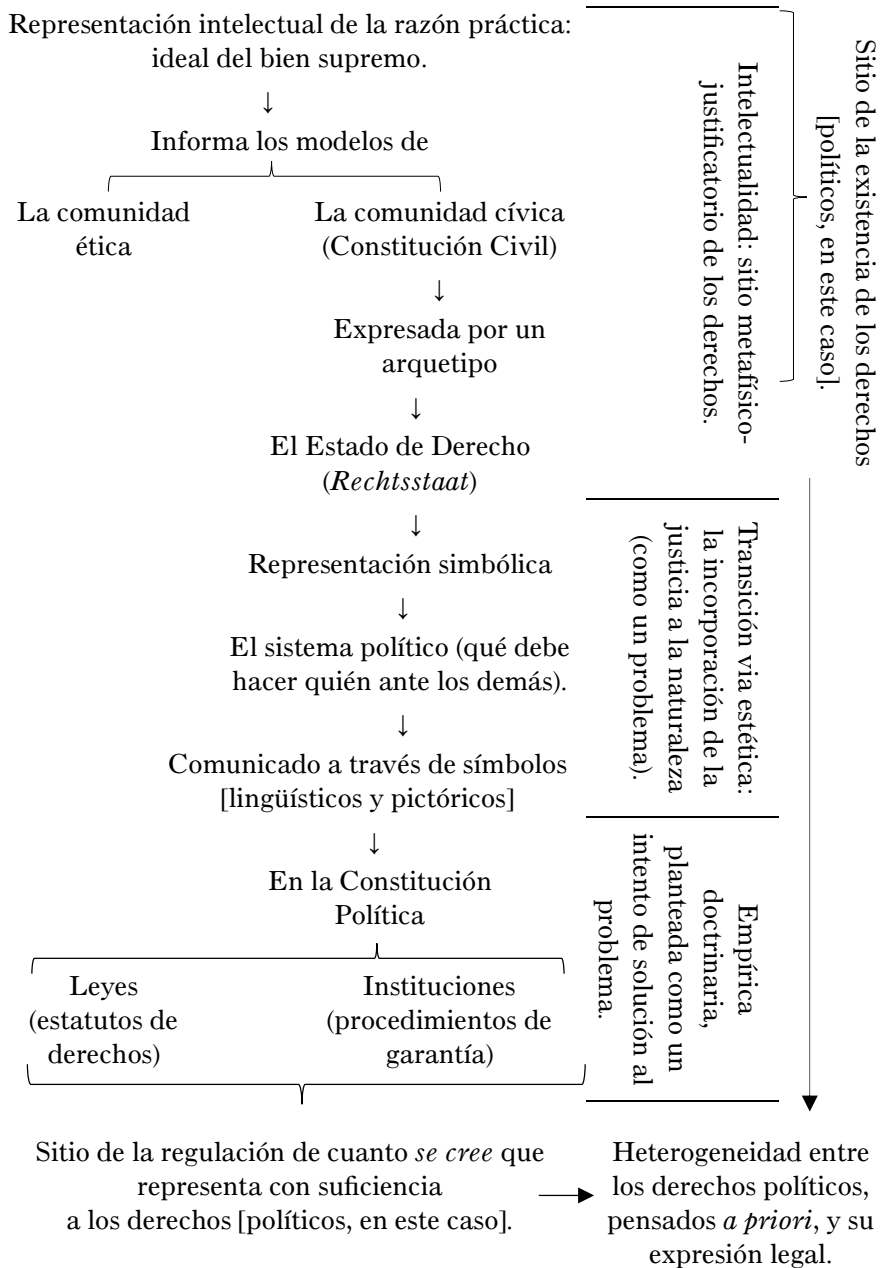 Representación intelectual de la razón práctica:
ideal del bien supremo.
↓
Informa los modelos de
La comunidad
ética
La comunidad cívica
(Constitución Civil)
↓
Expresada por un
arquetipo
↓
El Estado de Derecho
(Rechtsstaat)
↓
Representación simbólica
↓
El sistema político (qué debe
hacer quién ante los demás).
↓
Comunicado a través de símbolos
[lingüísticos y pictóricos]
↓
En la Constitución
Política
Leyes
(estatutos de
derechos)
Instituciones
(procedimientos de
garantía)
Sitio de la regulación de cuanto se cree que
representa con suficiencia
a los derechos [políticos, en este caso].
Intelectualidad: sitio metafísico-
justificatorio de los derechos.
Transición via estética:
la incorporación de la
justicia a la naturaleza
(como un problema).
Empírica
doctrinaria,
planteada como un
intento de solución al
problema.
Sitio de la existencia de los derechos
[políticos, en este caso].
Heterogeneidad entre
los derechos políticos,
pensados a priori, y su
expresión legal.